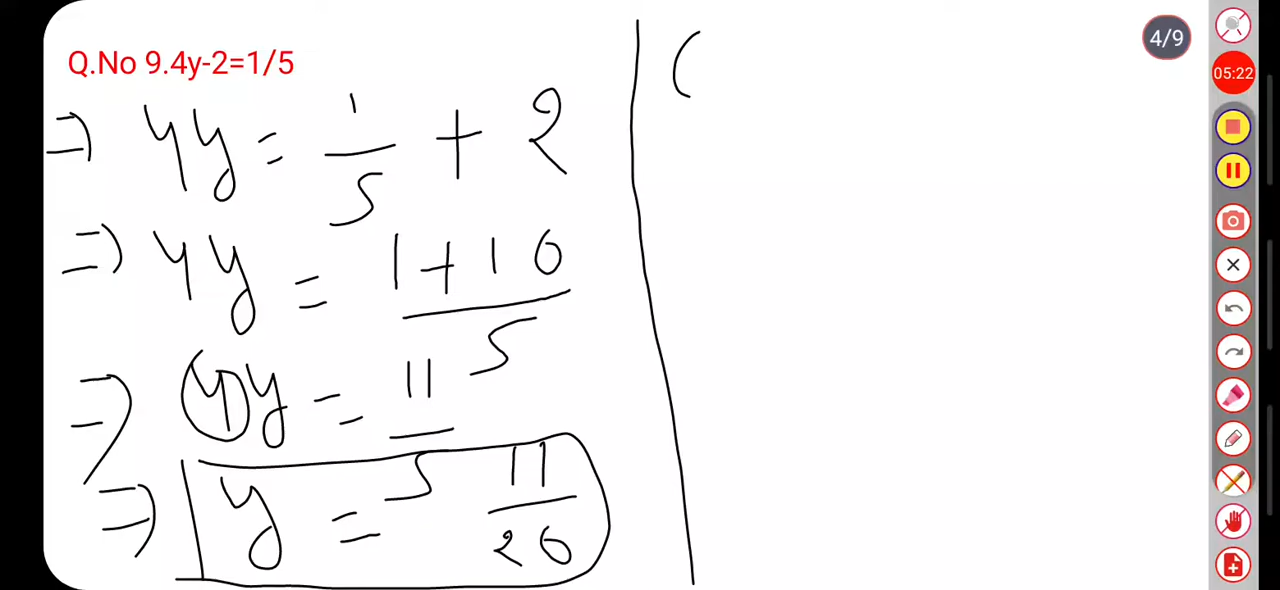 Q.No 9.4y-2=1/5
⇒ 4y = 1/5 + 2
⇒ 4y = 1+10/5
⇒ (4)y = 11/5
⇒ y = 11/20
(
4/9
05:22